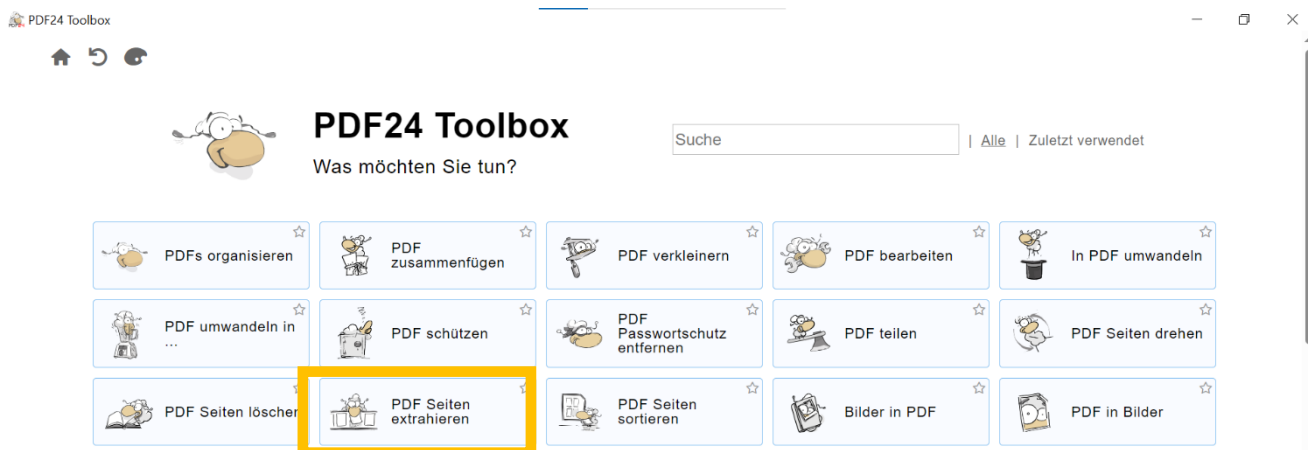 PDF24 Toolbox
PDF24 Toolbox
Was möchten Sie tun?
Suche
| Alle | Zuletzt verwendet
PDFs organisieren
PDF
zusammenfügen
PDF verkleinern
PDF bearbeiten
In PDF umwandeln
PDF umwandeln in
...
PDF schützen
PDF
Passwortschutz
entfernen
PDF teilen
PDF Seiten drehen
PDF Seiten löschen
PDF Seiten
extrahieren
PDF Seiten
sortieren
Bilder in PDF
PDF in Bilder